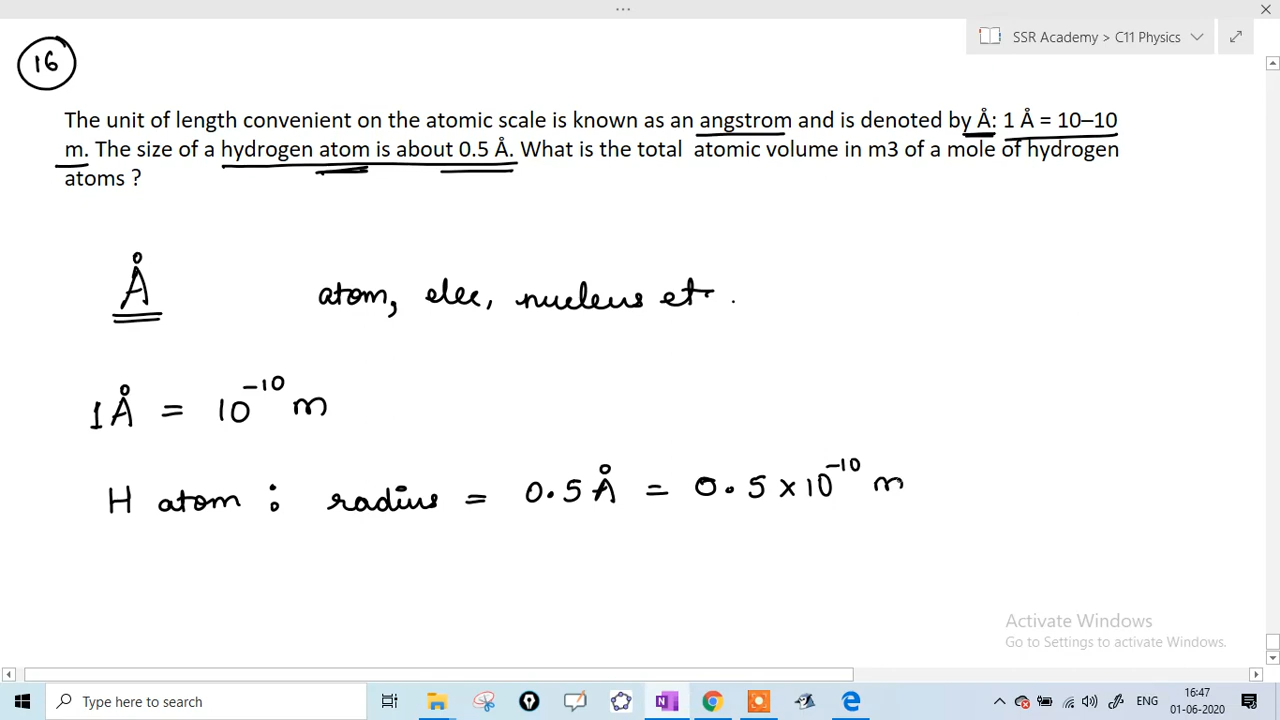 ...
SSR Academy > C11 Physics
16
The unit of length convenient on the atomic scale is known as an angstrom and is denoted by Å: 1 Å = 10–10
m. The size of a hydrogen atom is about 0.5 Å. What is the total atomic volume in m3 of a mole of hydrogen
atoms ?
Å atom, elec, nucleus etc.
1Å = 10⁻¹⁰ m
H atom : radius = 0.5 Å = 0.5 × 10⁻¹⁰ m
Activate Windows
Go to Settings to activate Windows.
Type here to search
ENG
16:47
01-06-2020